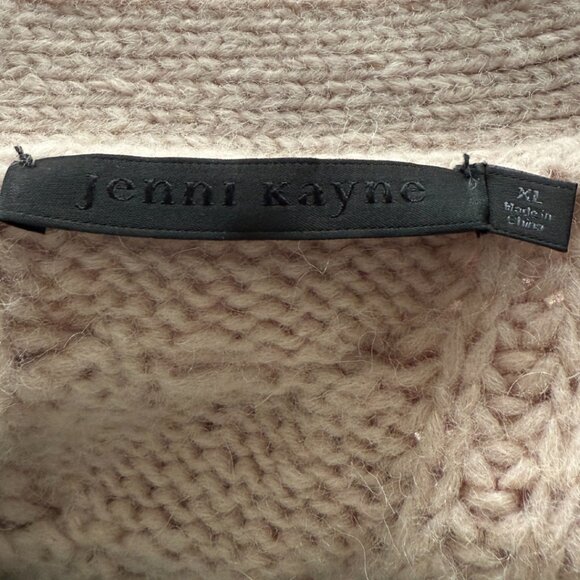 jenni kayne
XL
Made in
China